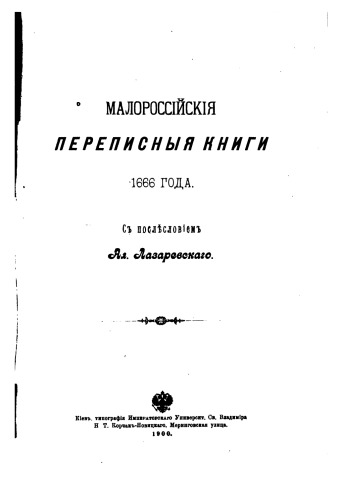 МАЛОРОССІЙСКІЯ
ПЕРЕПИСНЫЯ КНИГИ
1666 ГОДА.
Съ послѣсловіемъ
Ал. Лазаревскаго.
Кіевъ. типографія Императорскаго Университ. Св. Владиміра
Н Т. Корчакъ-Новицкаго, Меринговская улица.
1900.